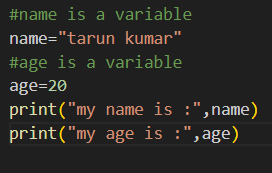 #name is a variable
name="tarun kumar"
#age is a variable
age=20
print("my name is :",name)
print("my age is :",age)